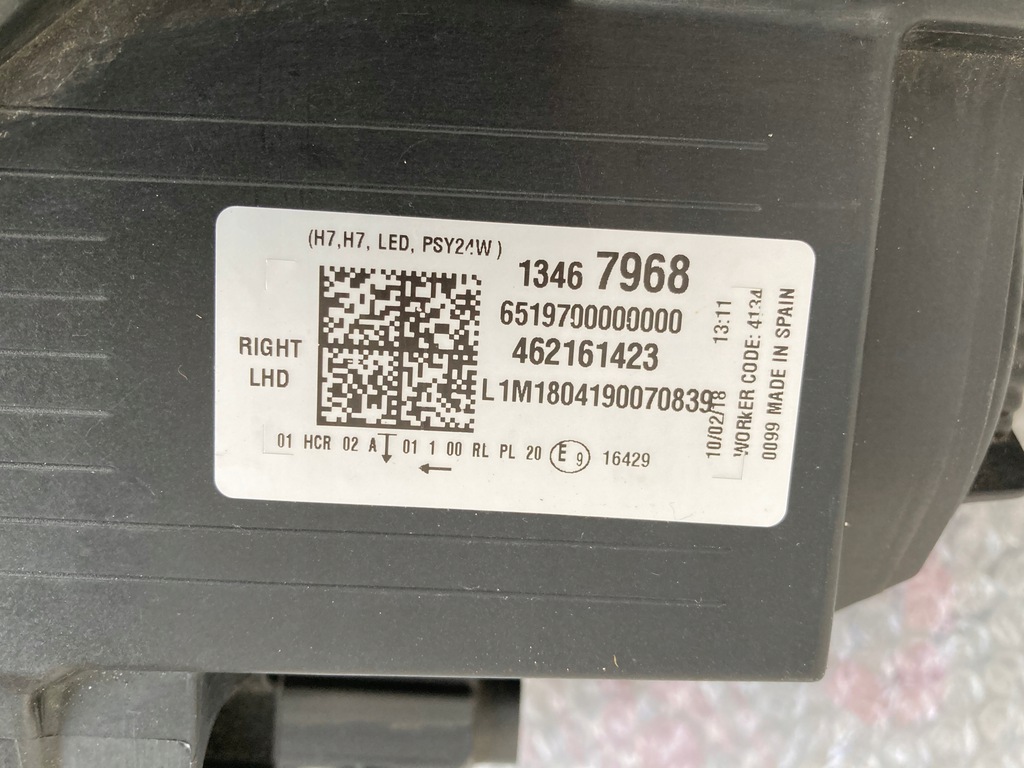 (H7,H7, LED, PSY24W)
1346 7968
651970000000
462161423
L1M1804190070839
RIGHT
LHD
01 HCR 02 A 01 1 00 RL PL 20 E9 16429
10/02/18 13:11
WORKER CODE: 4134
0099 MADE IN SPAIN